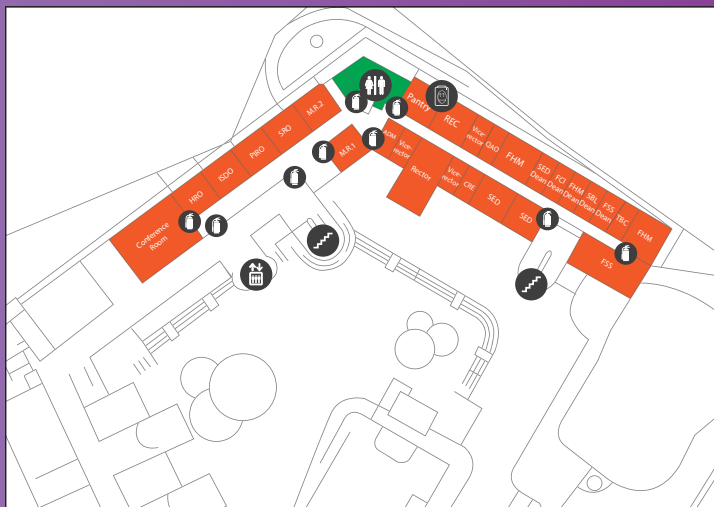 M.R.2
SRO
PIRO
ISDO
HRO
Conference
Room
M.R.1
Pantry
REC
Vice-
rector
QAO
FHM
SED
Dean
FCI
Dean
FHM
Dean
SBL
Dean
FSS
Dean
TBC
FHM
ADM
Vice-
rector
Rector
Vice-
rector
CRE
SED
SED
FSS